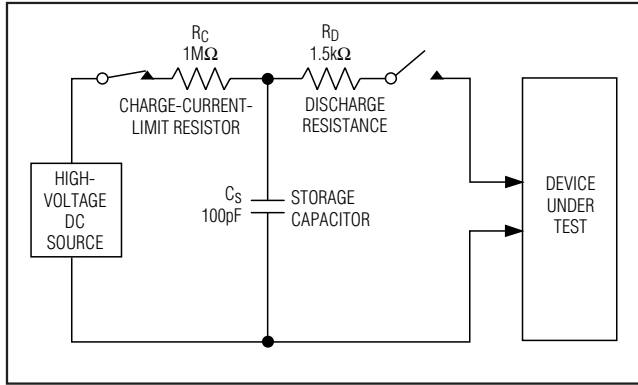 R_C
1MΩ
CHARGE-CURRENT-
LIMIT RESISTOR
R_D
1.5kΩ
DISCHARGE
RESISTANCE
HIGH-
VOLTAGE
DC
SOURCE
C_S
100pF
STORAGE
CAPACITOR
DEVICE
UNDER
TEST